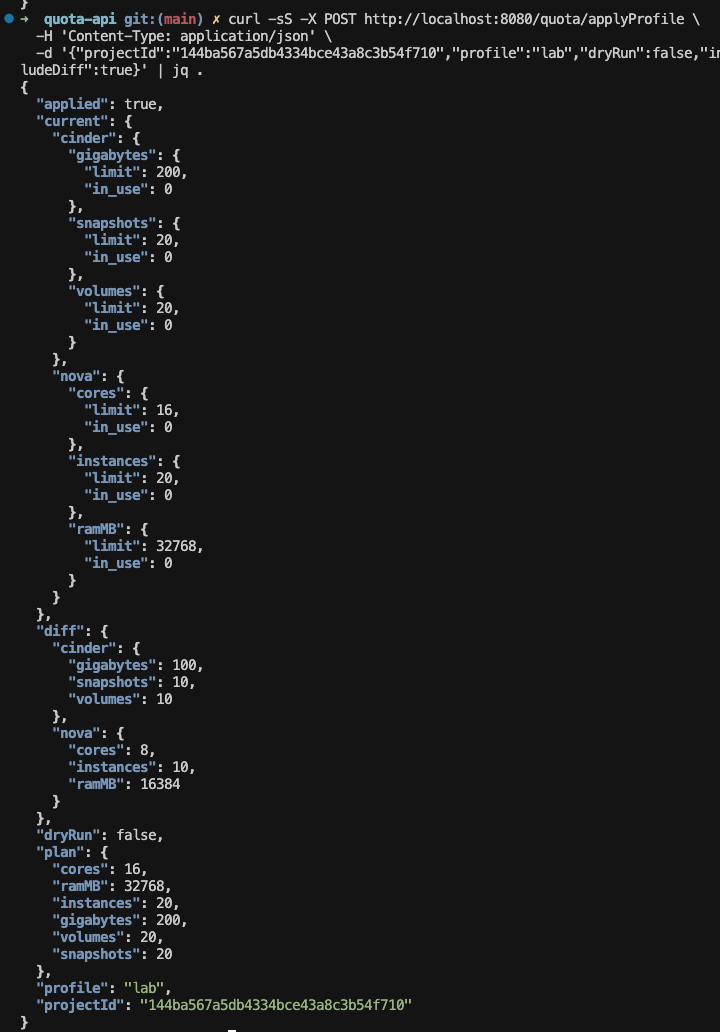 }
➜  quota-api git:(main) ✗ curl -sS -X POST http://localhost:8080/quota/applyProfile \
  -H 'Content-Type: application/json' \
  -d '{"projectId":"144ba567a5db4334bce43a8c3b54f710","profile":"lab","dryRun":false,"in
ludeDiff":true}' | jq .
{
  "applied": true,
  "current": {
    "cinder": {
      "gigabytes": {
        "limit": 200,
        "in_use": 0
      },
      "snapshots": {
        "limit": 20,
        "in_use": 0
      },
      "volumes": {
        "limit": 20,
        "in_use": 0
      }
    },
    "nova": {
      "cores": {
        "limit": 16,
        "in_use": 0
      },
      "instances": {
        "limit": 20,
        "in_use": 0
      },
      "ramMB": {
        "limit": 32768,
        "in_use": 0
      }
    }
  },
  "diff": {
    "cinder": {
      "gigabytes": 100,
      "snapshots": 10,
      "volumes": 10
    },
    "nova": {
      "cores": 8,
      "instances": 10,
      "ramMB": 16384
    }
  },
  "dryRun": false,
  "plan": {
    "cores": 16,
    "ramMB": 32768,
    "instances": 20,
    "gigabytes": 200,
    "volumes": 20,
    "snapshots": 20
  },
  "profile": "lab",
  "projectId": "144ba567a5db4334bce43a8c3b54f710"
}